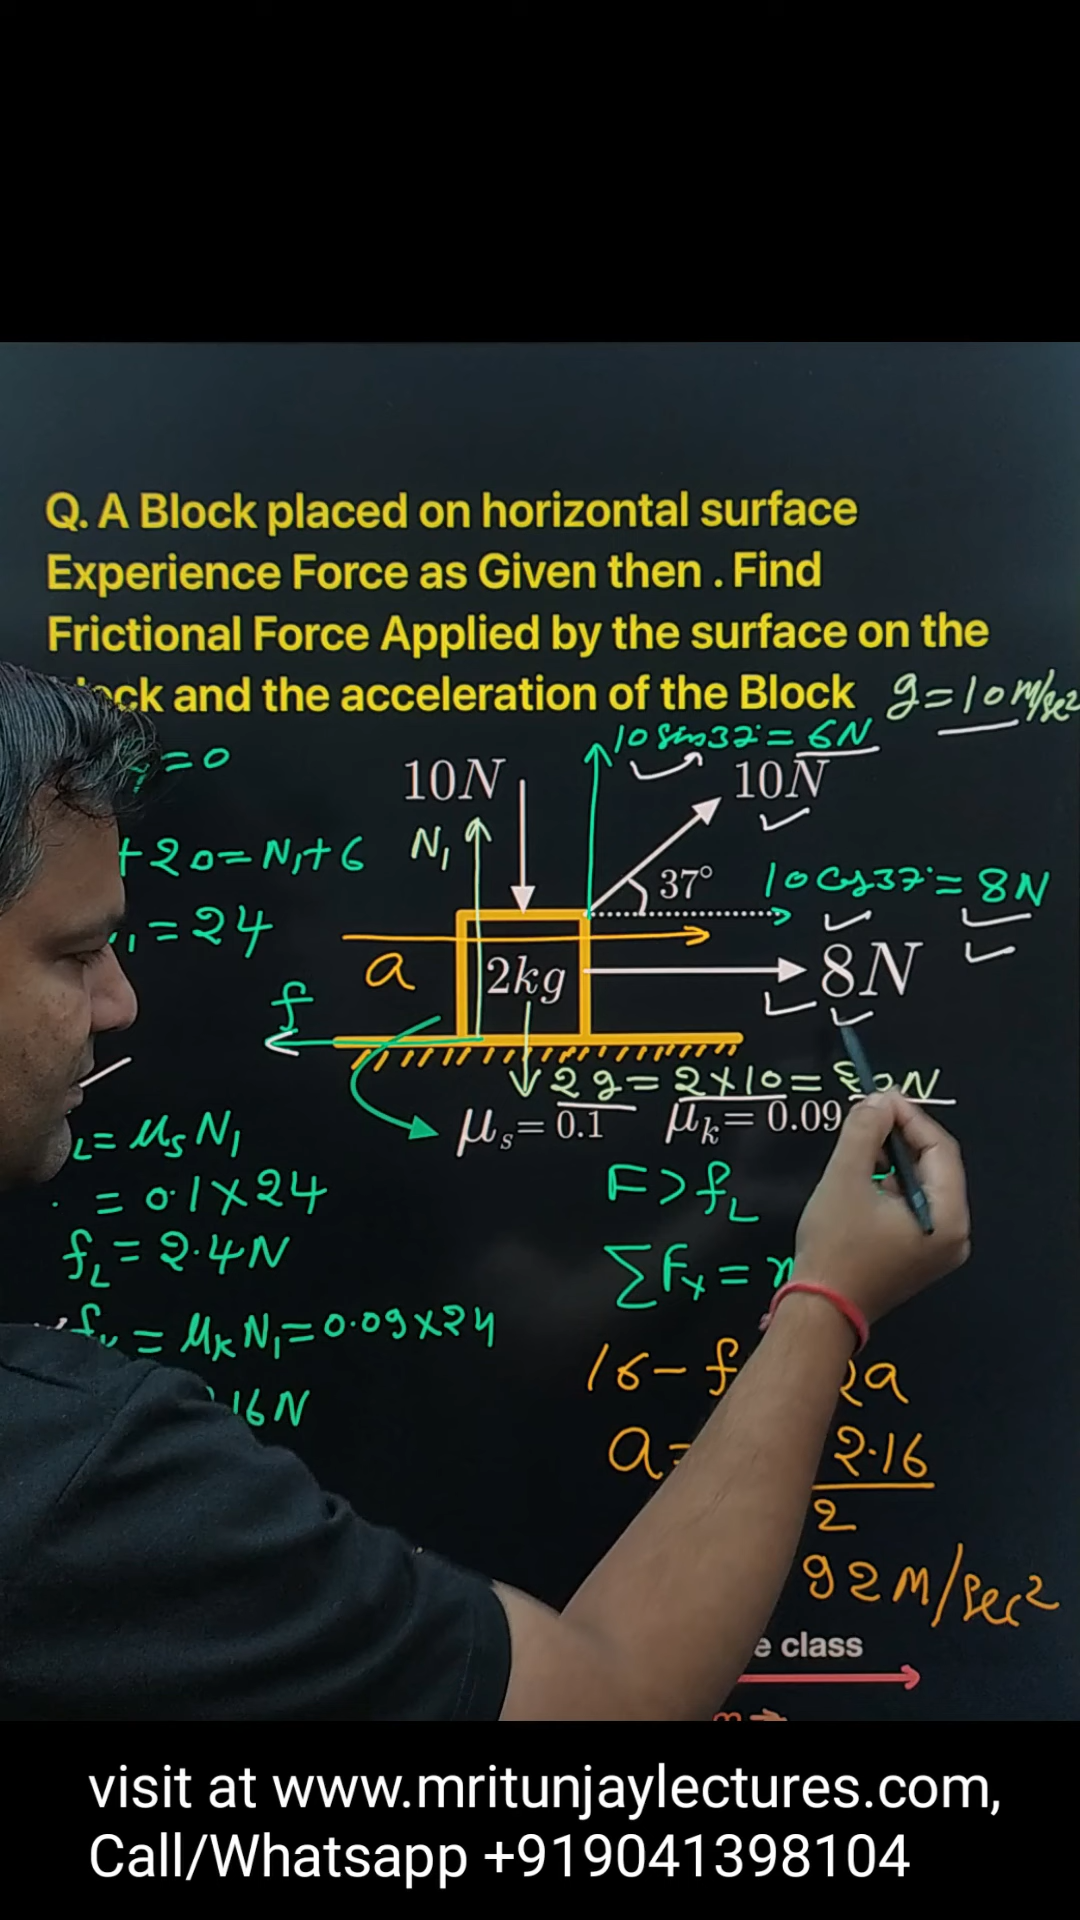 Q. A Block placed on horizontal surface
Experience Force as Given then . Find
Frictional Force Applied by the surface on the
ck and the acceleration of the Block g=10 m/sec²
=0
10 sin37°=6N
10N
10N
+20=N₁+6
N₁
37°
10 cos37°=8N
=24
a
2kg
8N
f
2g=2×10=20N
μs=0.1 μk=0.09
L=μsN₁
=0.1×24
F>fL
fL=2.4N
ΣFx=
=μkN₁=0.09×24
16-f 2a
16N
a= 2.16
2
92m/sec²
e class
visit at www.mritunjaylectures.com,
Call/Whatsapp +919041398104